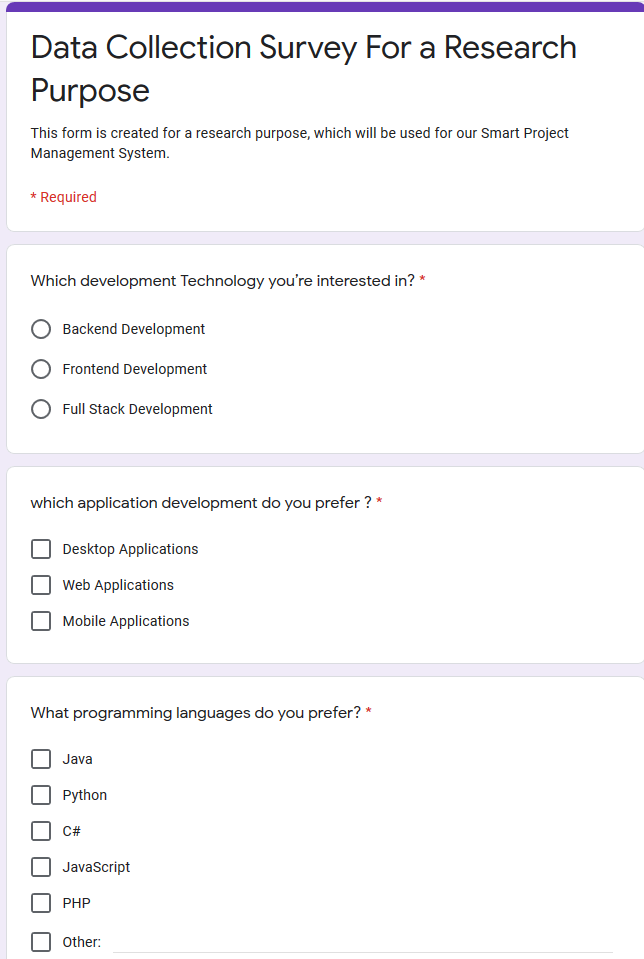 Data Collection Survey For a Research
Purpose
This form is created for a research purpose, which will be used for our Smart Project
Management System.
* Required
Which development Technology you’re interested in? *
Backend Development
Frontend Development
Full Stack Development
which application development do you prefer ? *
Desktop Applications
Web Applications
Mobile Applications
What programming languages do you prefer? *
Java
Python
C#
JavaScript
PHP
Other: